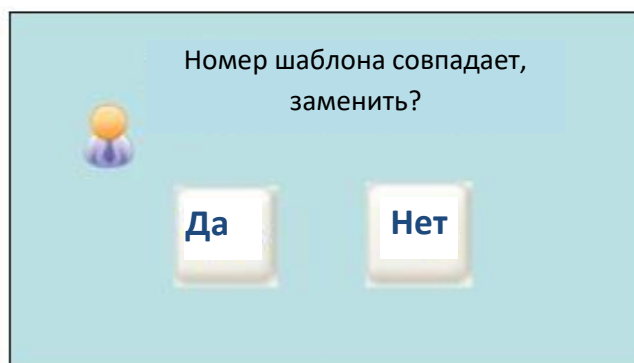 Номер шаблона совпадает,
заменить?
Да
Нет